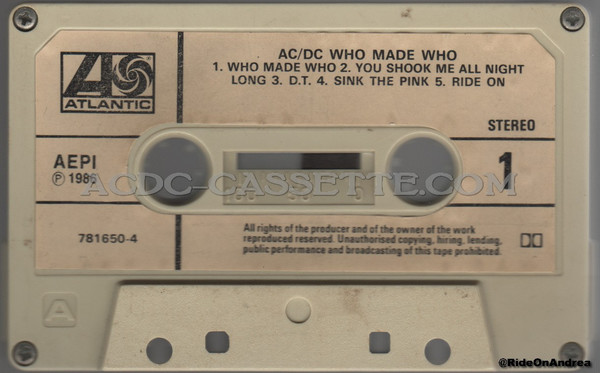 AC/DC WHO MADE WHO
1. WHO MADE WHO 2. YOU SHOOK ME ALL NIGHT
LONG 3. D.T. 4. SINK THE PINK 5. RIDE ON
ATLANTIC
STEREO
AEPI
℗ 1986
1
ACDC-CASSETTE.COM
781650-4
All rights of the producer and of the owner of the work
reproduced reserved. Unauthorised copying, hiring, lending,
public performance and broadcasting of this tape prohibited.
A
@RideOnAndrea